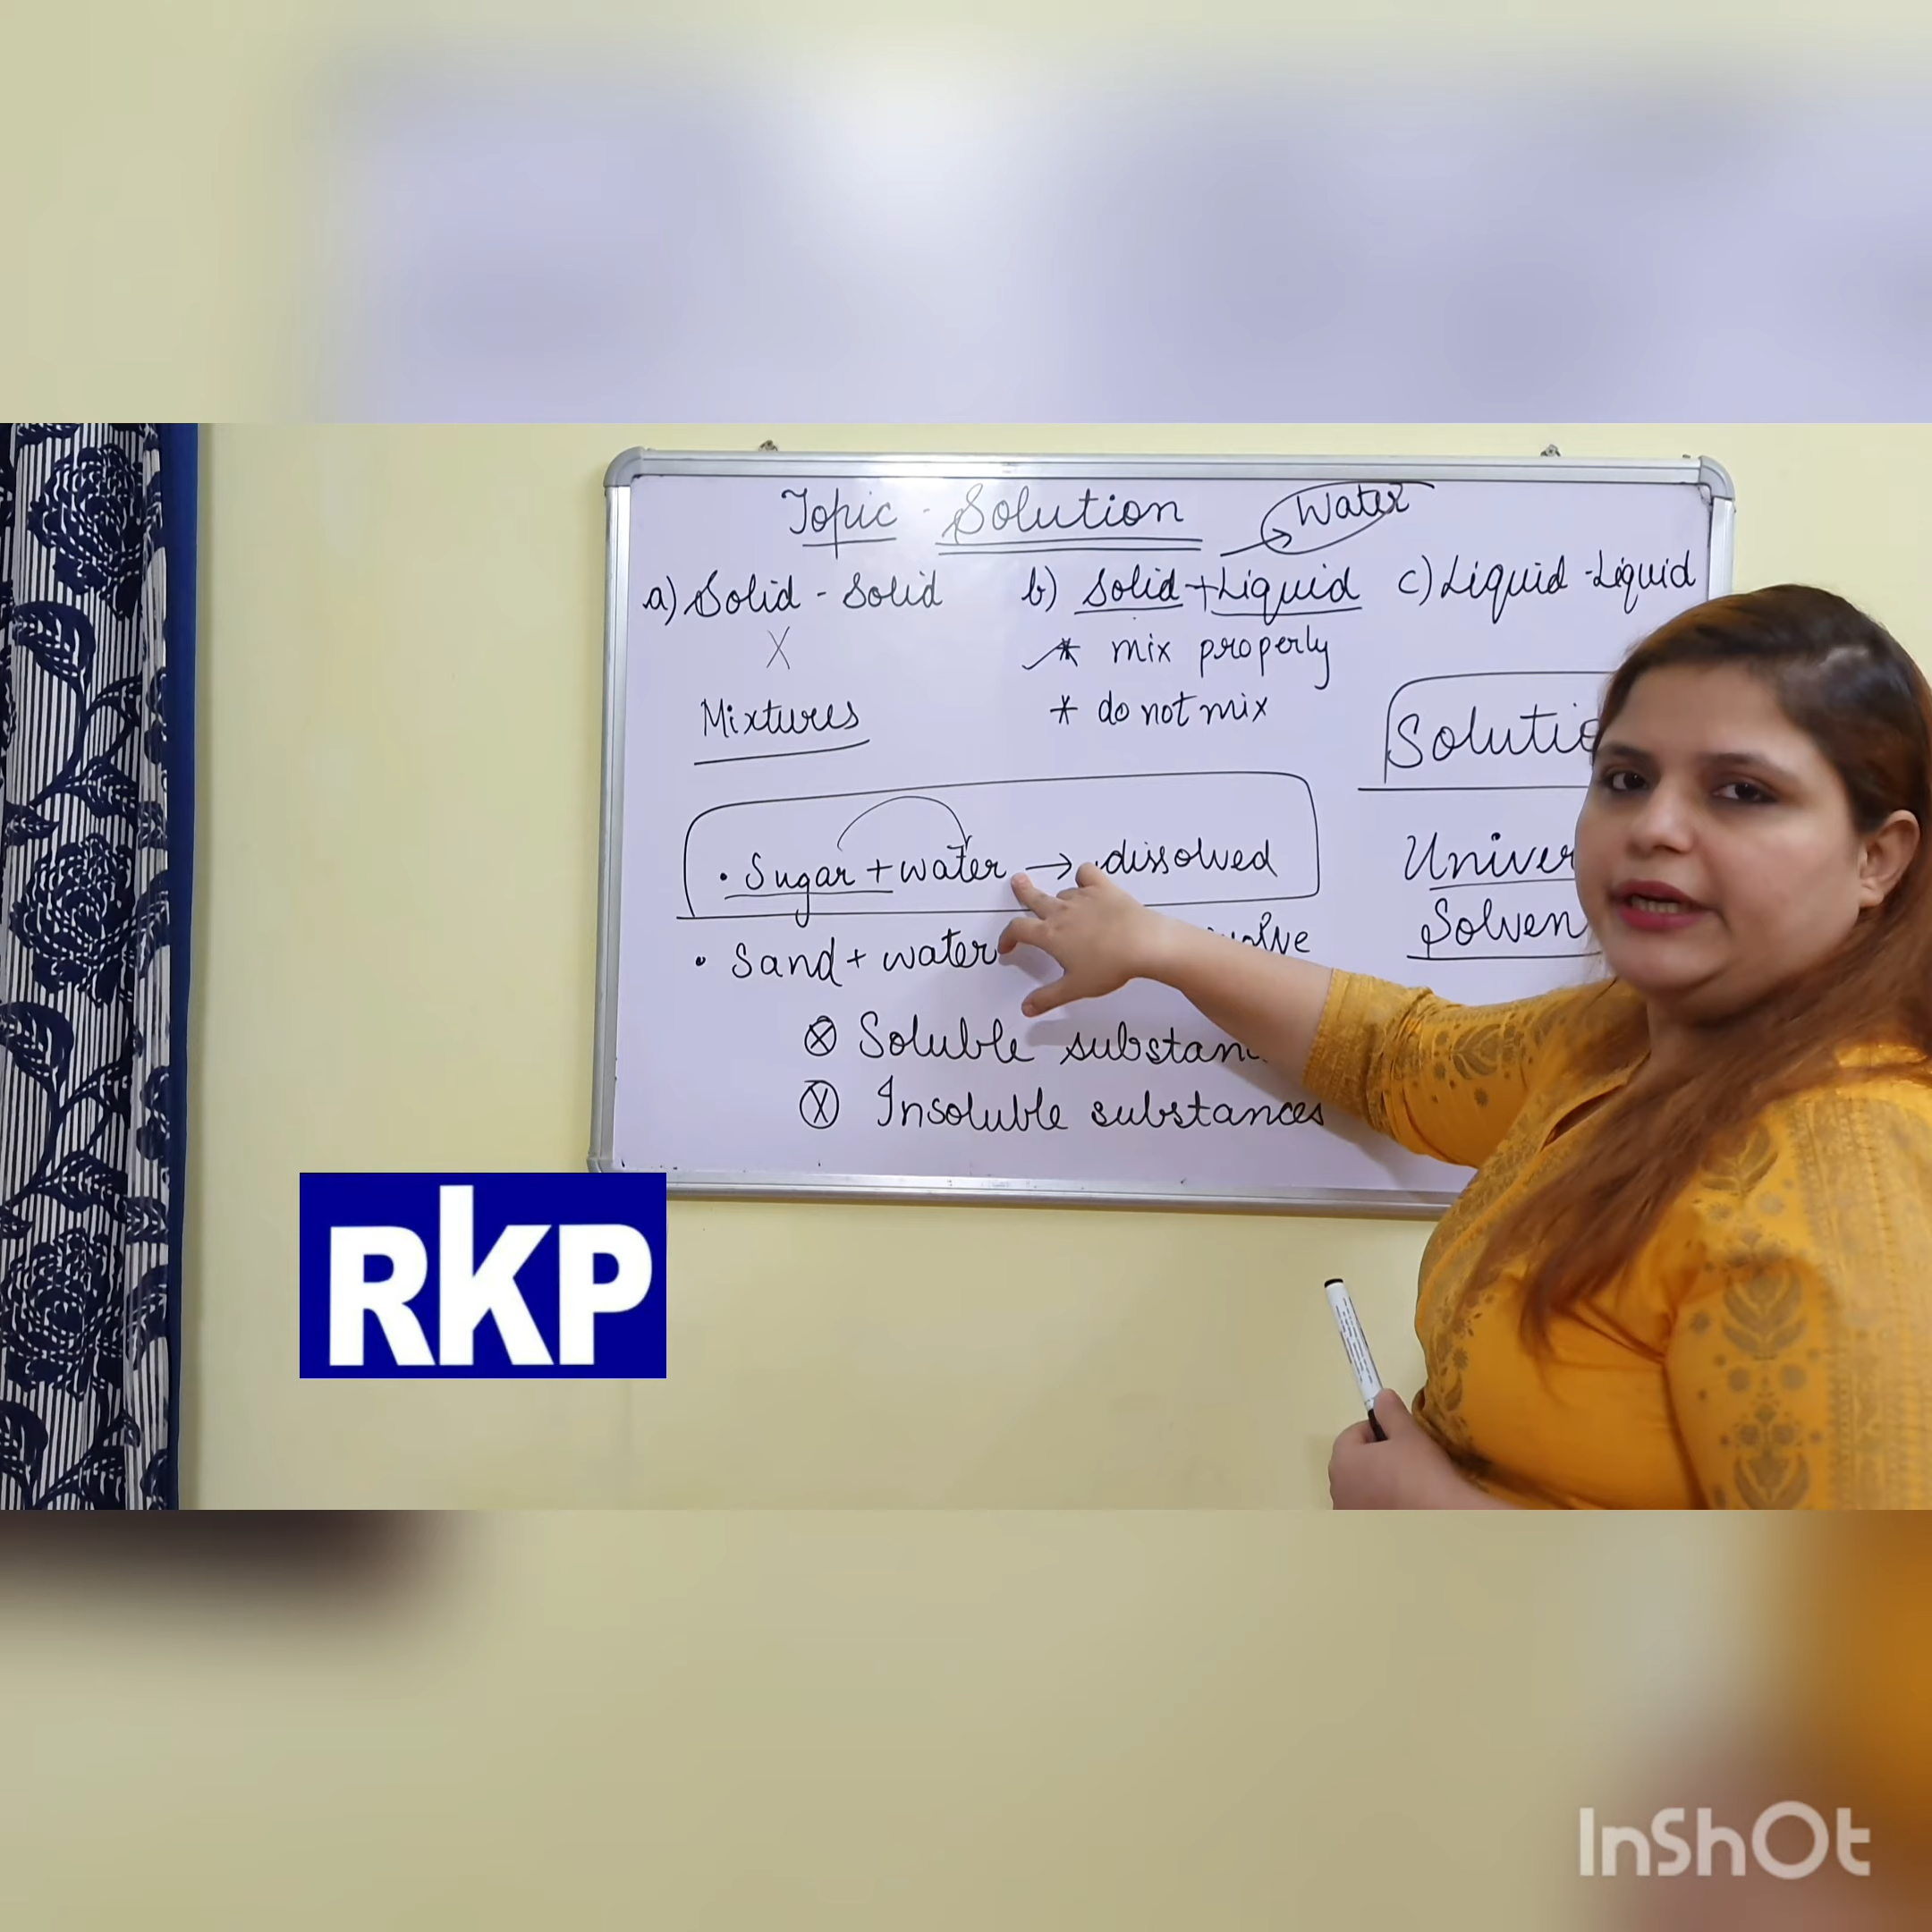 Topic - Solution
Water
a) Solid - Solid
b) Solid + Liquid
c) Liquid - Liquid
X
* mix properly
Mixtures
* do not mix
• Sugar + water → dissolved
• Sand + water
Soluble
Insoluble substances
RKP
InShOt